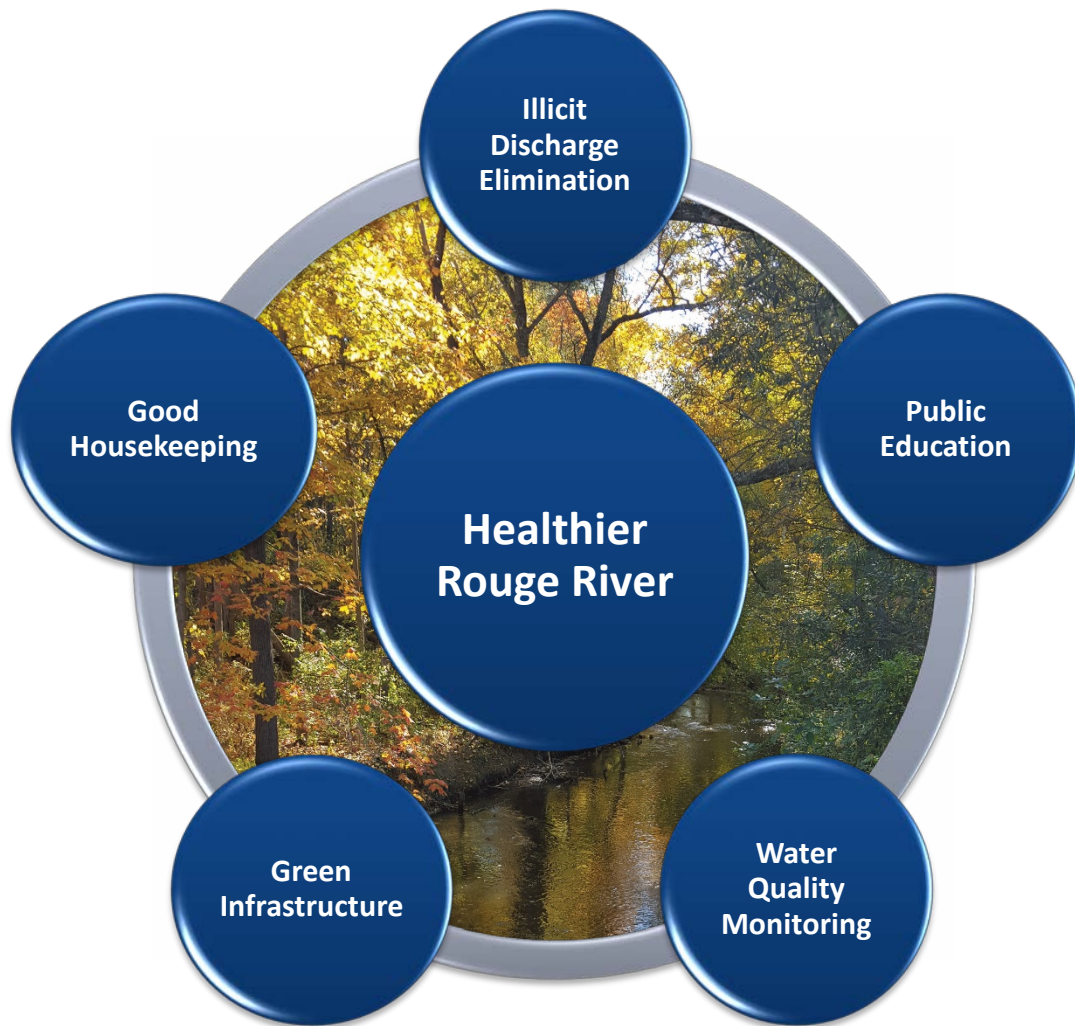 Illicit
Discharge
Elimination
Good
Housekeeping
Public
Education
Healthier
Rouge River
Green
Infrastructure
Water
Quality
Monitoring